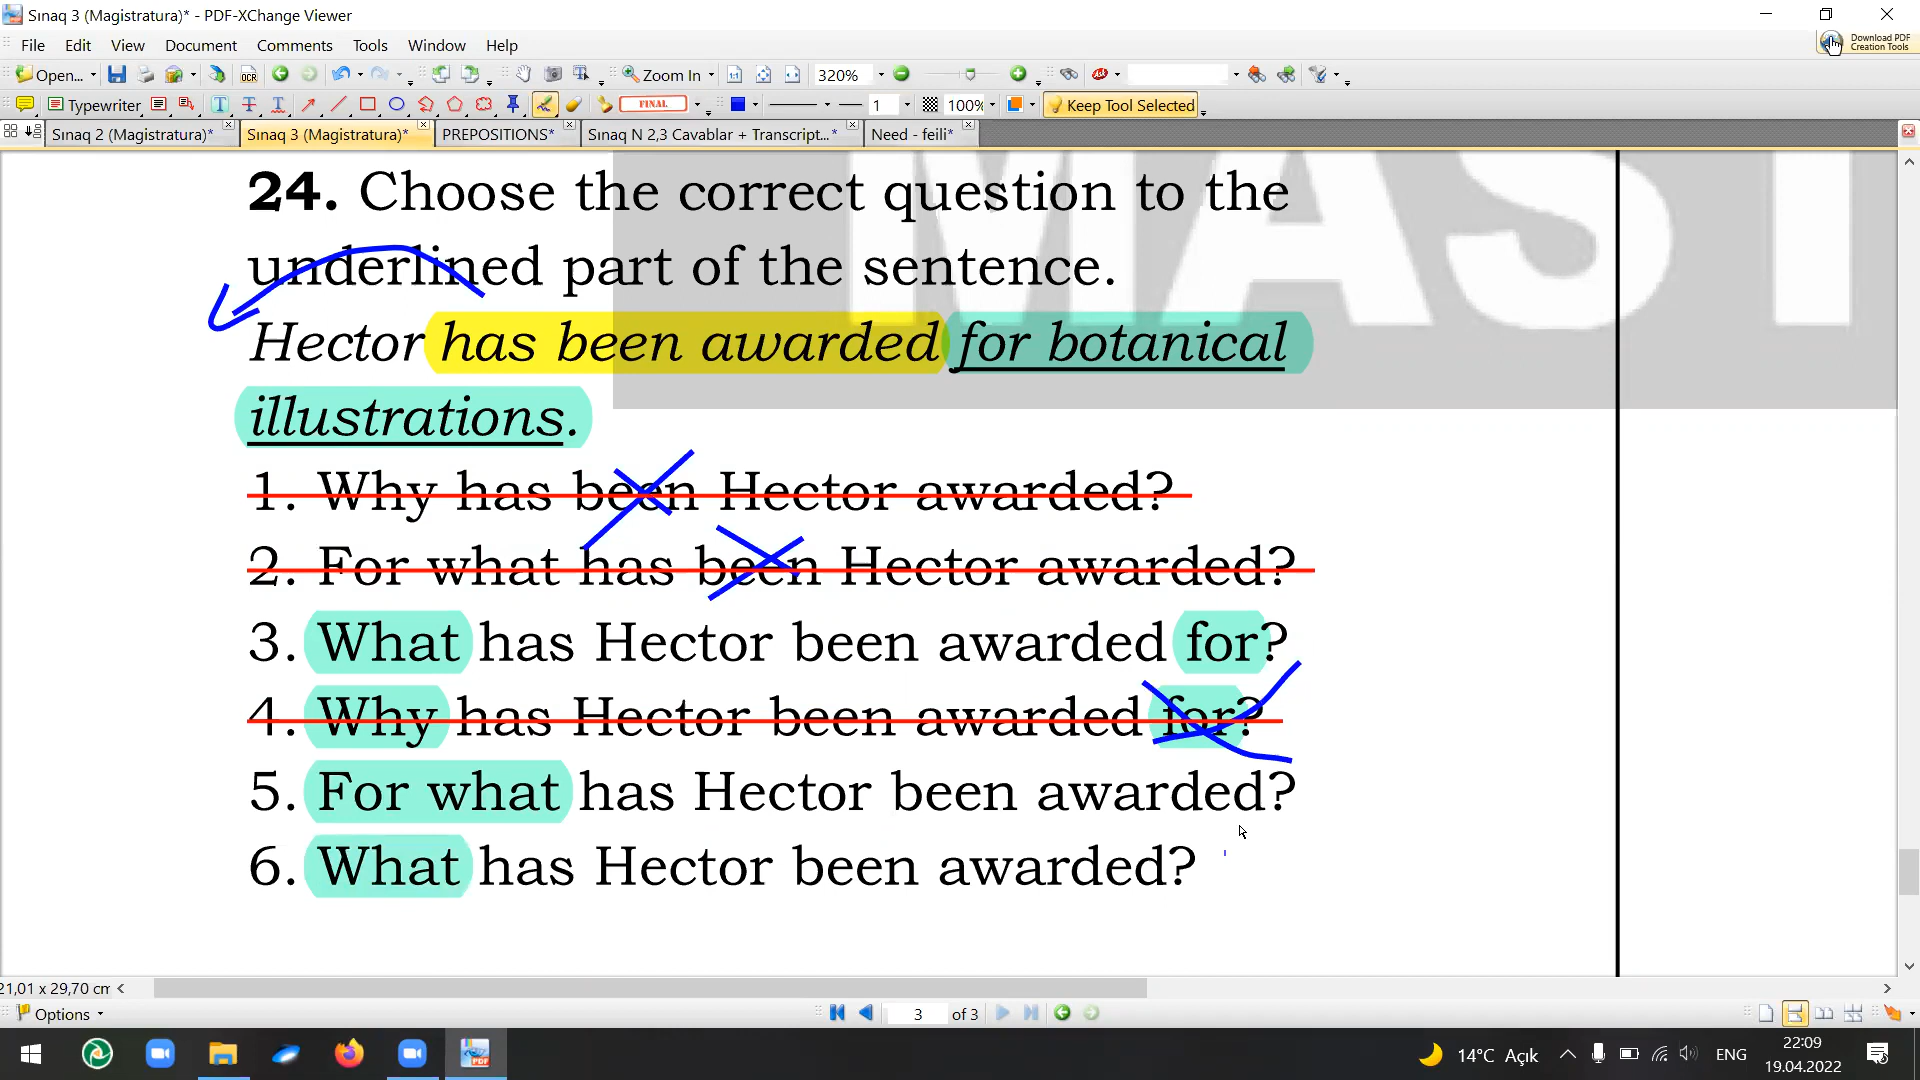 Sınaq 3 (Magistratura)* - PDF-XChange Viewer
File Edit View Document Comments Tools Window Help
Download PDF
Creation Tools
Open... OCR Zoom In 320%
Typewriter FINAL 1 100% Keep Tool Selected
Sınaq 2 (Magistratura)* Sınaq 3 (Magistratura)* PREPOSITIONS* Sınaq N 2,3 Cavablar + Transcript...* Need - feili*
MAST
24. Choose the correct question to the
underlined part of the sentence.
Hector has been awarded for botanical
illustrations.
1. Why has been Hector awarded?
2. For what has been Hector awarded?
3. What has Hector been awarded for?
4. Why has Hector been awarded for?
5. For what has Hector been awarded?
6. What has Hector been awarded?
21,01 x 29,70 cm
Options 3 of 3
14°C Açık ENG 22:09
19.04.2022